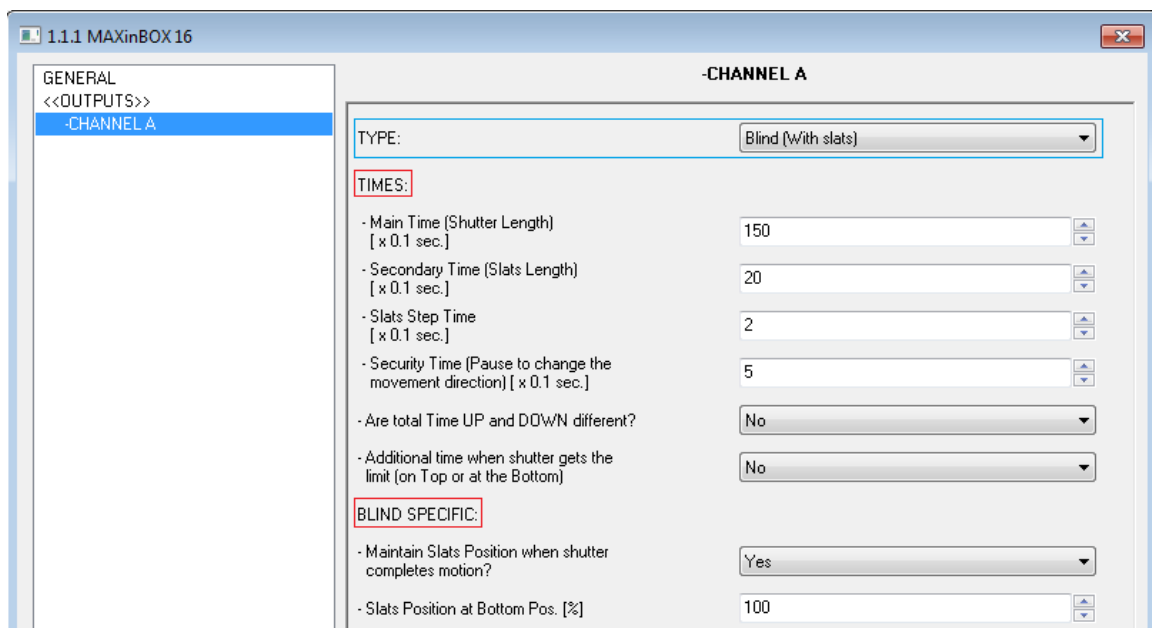 1.1.1 MAXinBOX 16
GENERAL
<<OUTPUTS>>
-CHANNEL A
-CHANNEL A
TYPE: Blind (With slats)
TIMES:
- Main Time (Shutter Length)
[ x 0.1 sec.] 150
- Secondary Time (Slats Length)
[ x 0.1 sec.] 20
- Slats Step Time
[ x 0.1 sec.] 2
- Security Time (Pause to change the
movement direction) [ x 0.1 sec.] 5
- Are total Time UP and DOWN different? No
- Additional time when shutter gets the
limit (on Top or at the Bottom) No
BLIND SPECIFIC:
- Maintain Slats Position when shutter
completes motion? Yes
- Slats Position at Bottom Pos. [%] 100